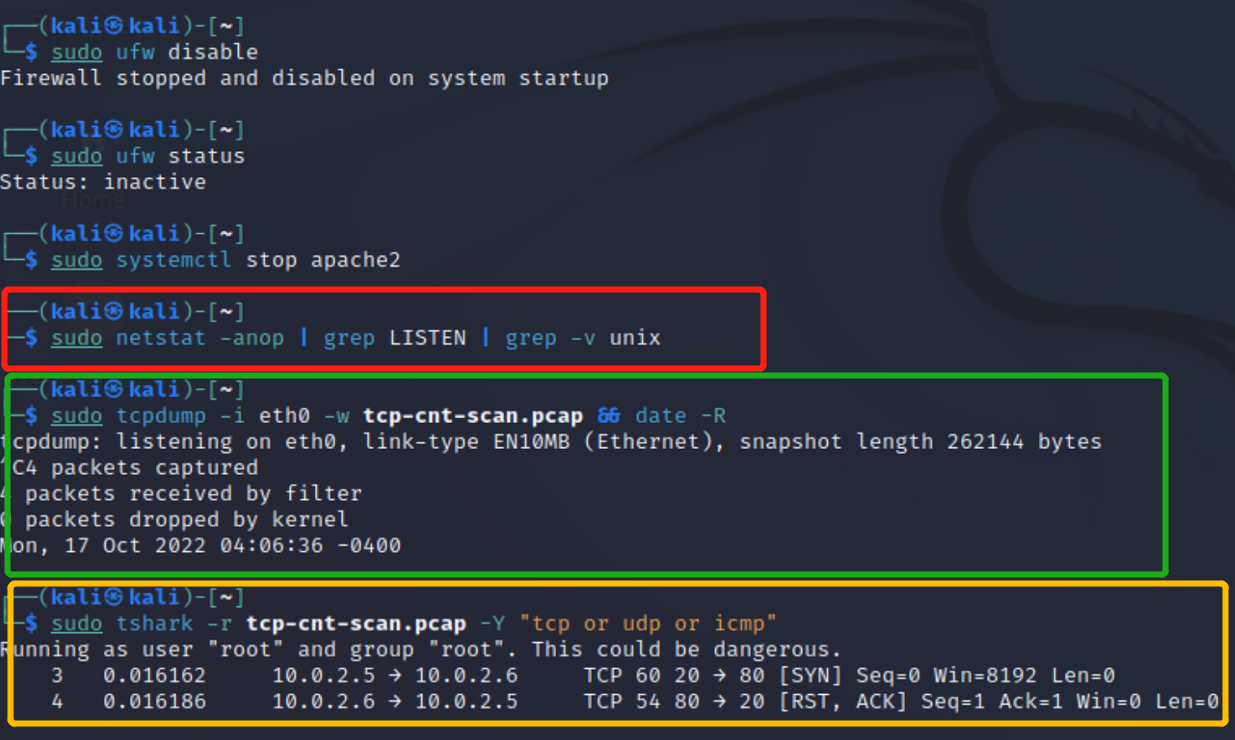 ┌──(kali㉿kali)-[~]
└─$ sudo ufw disable
Firewall stopped and disabled on system startup
┌──(kali㉿kali)-[~]
└─$ sudo ufw status
Status: inactive
Home
┌──(kali㉿kali)-[~]
└─$ sudo systemctl stop apache2
──(kali㉿kali)-[~]
─$ sudo netstat -anop | grep LISTEN | grep -v unix
──(kali㉿kali)-[~]
─$ sudo tcpdump -i eth0 -w tcp-cnt-scan.pcap && date -R
tcpdump: listening on eth0, link-type EN10MB (Ethernet), snapshot length 262144 bytes
^C4 packets captured
4 packets received by filter
0 packets dropped by kernel
Mon, 17 Oct 2022 04:06:36 -0400
──(kali㉿kali)-[~]
─$ sudo tshark -r tcp-cnt-scan.pcap -Y "tcp or udp or icmp"
Running as user "root" and group "root". This could be dangerous.
3 0.016162 10.0.2.5 → 10.0.2.6 TCP 60 20 → 80 [SYN] Seq=0 Win=8192 Len=0
4 0.016186 10.0.2.6 → 10.0.2.5 TCP 54 80 → 20 [RST, ACK] Seq=1 Ack=1 Win=0 Len=0